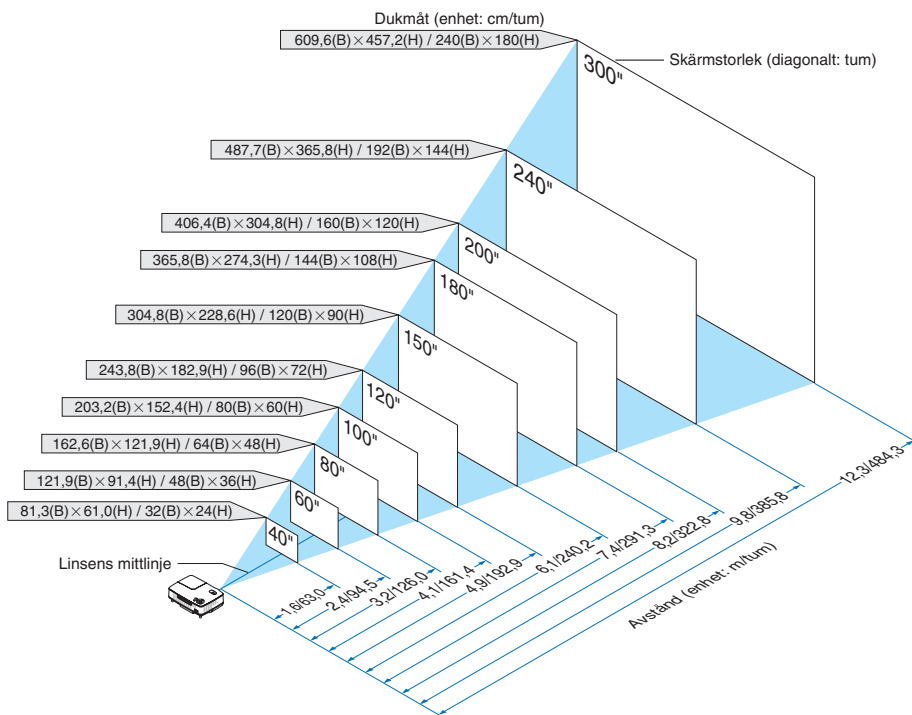 Dukmått (enhet: cm/tum)
609,6(B)×457,2(H) / 240(B)×180(H)
Skärmstorlek (diagonalt: tum)
300"
487,7(B)×365,8(H) / 192(B)×144(H)
240"
406,4(B)×304,8(H) / 160(B)×120(H)
200"
365,8(B)×274,3(H) / 144(B)×108(H)
180"
304,8(B)×228,6(H) / 120(B)×90(H)
150"
243,8(B)×182,9(H) / 96(B)×72(H)
120"
203,2(B)×152,4(H) / 80(B)×60(H)
100"
162,6(B)×121,9(H) / 64(B)×48(H)
80"
121,9(B)×91,4(H) / 48(B)×36(H)
60"
81,3(B)×61,0(H) / 32(B)×24(H)
40"
Linsens mittlinje
1,6/63,0
2,4/94,5
3,2/126,0
4,1/161,4
4,9/192,9
6,1/240,2
7,4/291,3
8,2/322,8
9,8/385,8
12,3/484,3
Avstånd (enhet: m/tum)